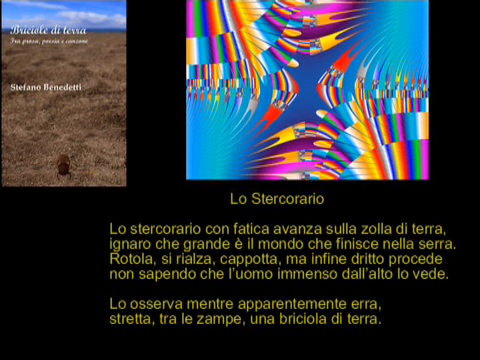 Briciole di terra
Fra prosa, poesia e canzone
Stefano Benedetti
Lo Stercorario
Lo stercorario con fatica avanza sulla zolla di terra,
ignaro che grande è il mondo che finisce nella serra.
Rotola, si rialza, cappotta, ma infine dritto procede
non sapendo che l'uomo immenso dall'alto lo vede.
Lo osserva mentre apparentemente erra,
stretta, tra le zampe, una briciola di terra.